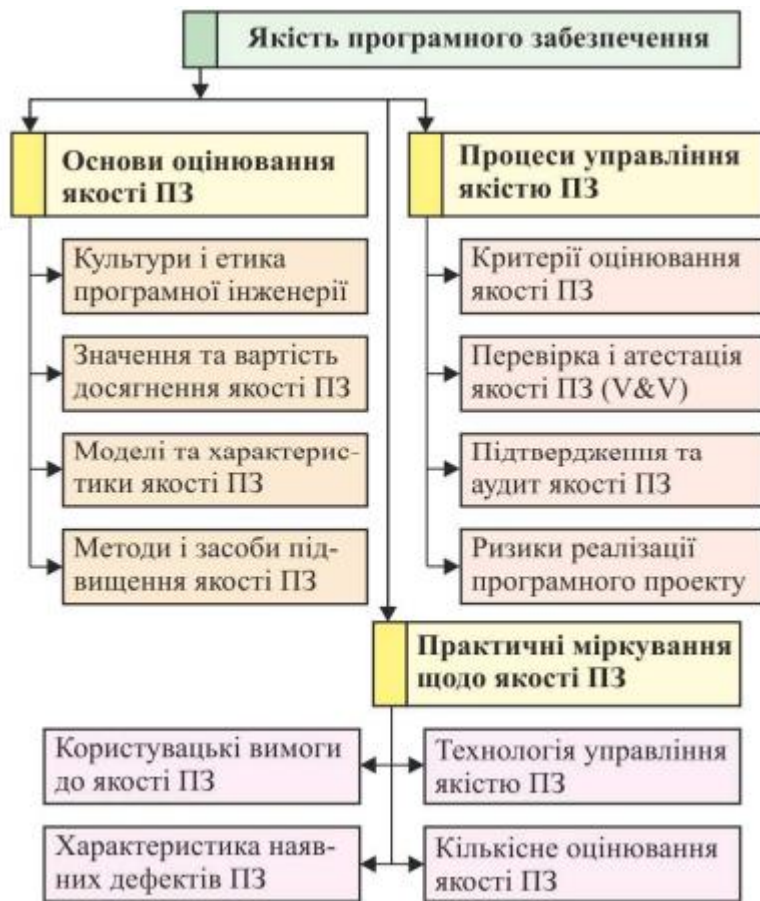 Якість програмного забезпечення
Основи оцінювання
якості ПЗ
Культури і етика
програмної інженерії
Значення та вартість
досягнення якості ПЗ
Моделі та характерис-
тики якості ПЗ
Методи і засоби під-
вищення якості ПЗ
Процеси управління
якістю ПЗ
Критерії оцінювання
якості ПЗ
Перевірка і атестація
якості ПЗ (V&V)
Підтвердження та
аудит якості ПЗ
Ризики реалізації
програмного проекту
Практичні міркування
щодо якості ПЗ
Користувацькі вимоги
до якості ПЗ
Технологія управління
якістю ПЗ
Характеристика наяв-
них дефектів ПЗ
Кількісне оцінювання
якості ПЗ